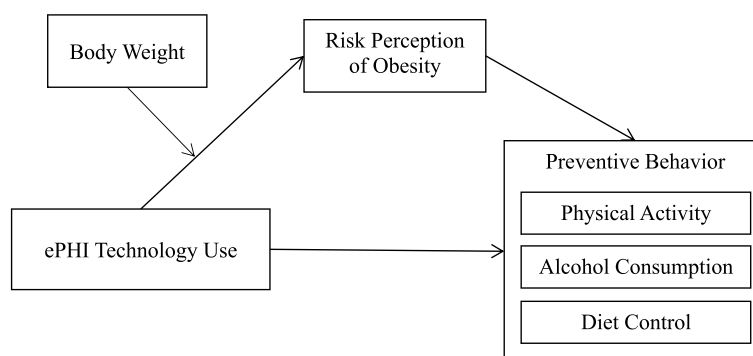 Body Weight
Risk Perception
of Obesity
Preventive Behavior
Physical Activity
ePHI Technology Use
Alcohol Consumption
Diet Control